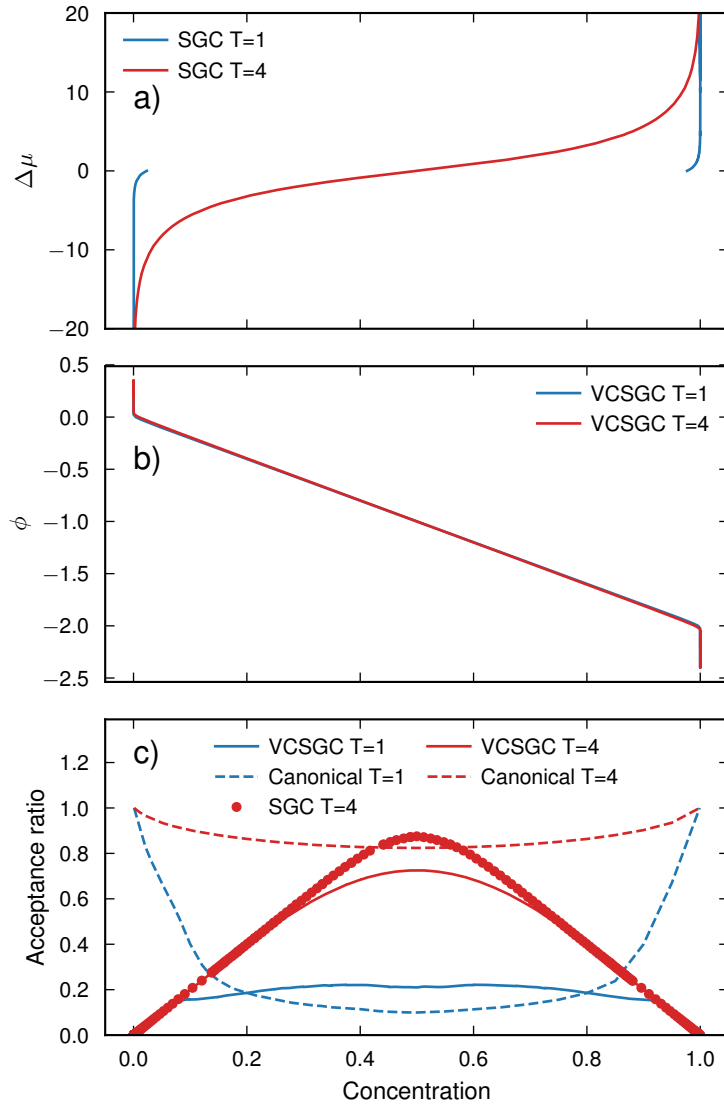 20
10
0
−10
−20
Δμ
SGC T=1
SGC T=4
a)
0.5
0.0
−0.5
−1.0
−1.5
−2.0
−2.5
ϕ
VCSGC T=1
VCSGC T=4
b)
1.2
1.0
0.8
0.6
0.4
0.2
0.0
Acceptance ratio
c)
VCSGC T=1 VCSGC T=4
Canonical T=1 Canonical T=4
SGC T=4
0.0 0.2 0.4 0.6 0.8 1.0
Concentration